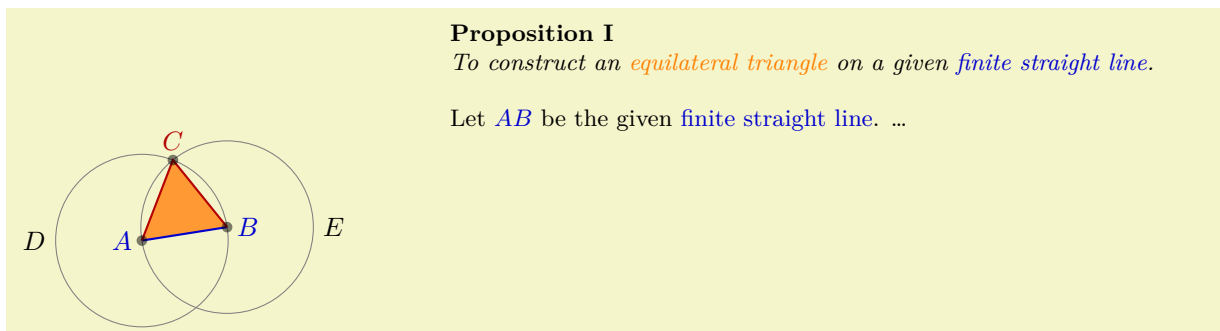 Proposition I
To construct an equilateral triangle on a given finite straight line.
Let AB be the given finite straight line. …
C
D
A
B
E